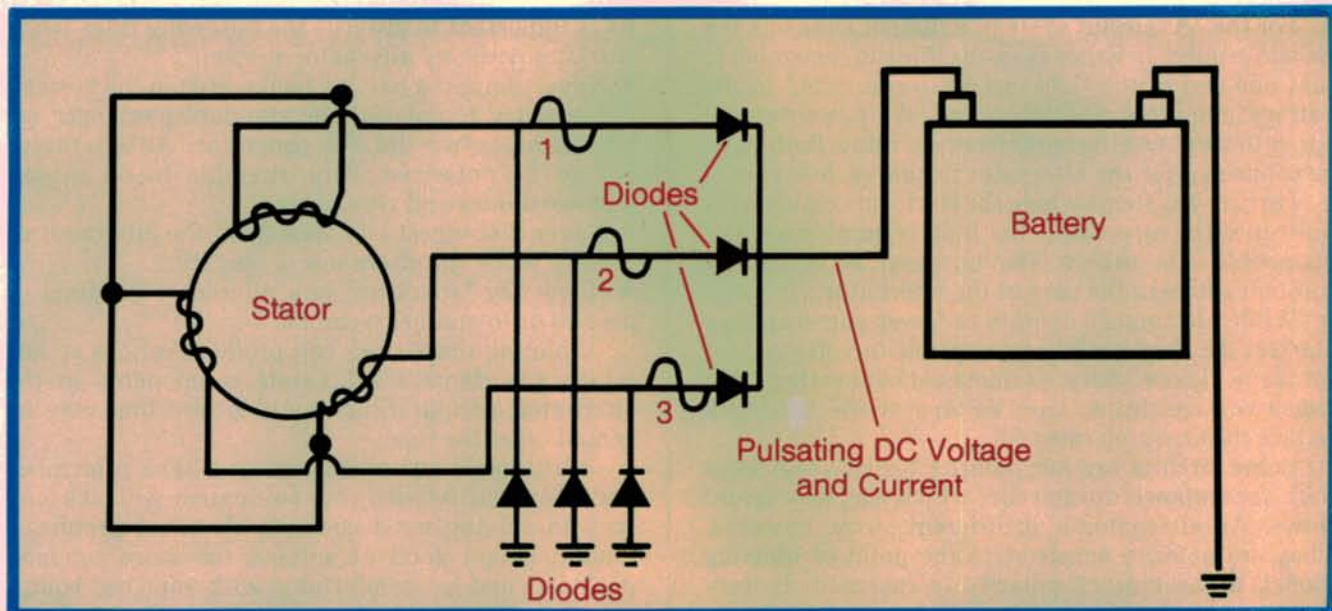 1
Diodes
Battery
2
Stator
3
Pulsating DC Voltage
and Current
Diodes